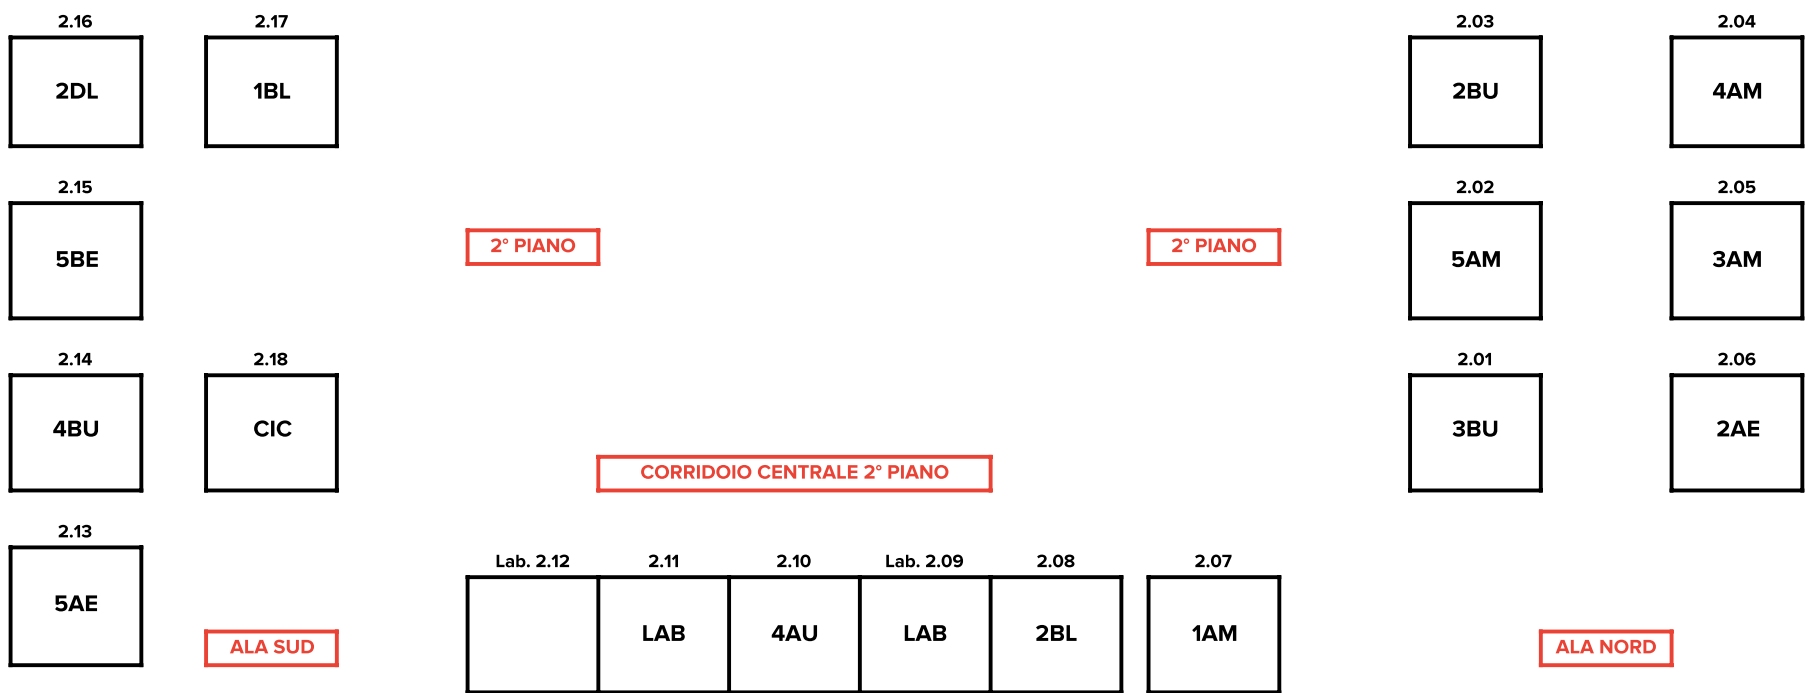 2.16 2.17 2.03 2.04
2DL 1BL 2BU 4AM
2.15 2.02 2.05
5BE 2° PIANO 2° PIANO 5AM 3AM
2.14 2.18 2.01 2.06
4BU CIC 3BU 2AE
CORRIDOIO CENTRALE 2° PIANO
2.13
Lab. 2.12 2.11 2.10 Lab. 2.09 2.08 2.07
5AE
LAB 4AU LAB 2BL 1AM
ALA SUD ALA NORD